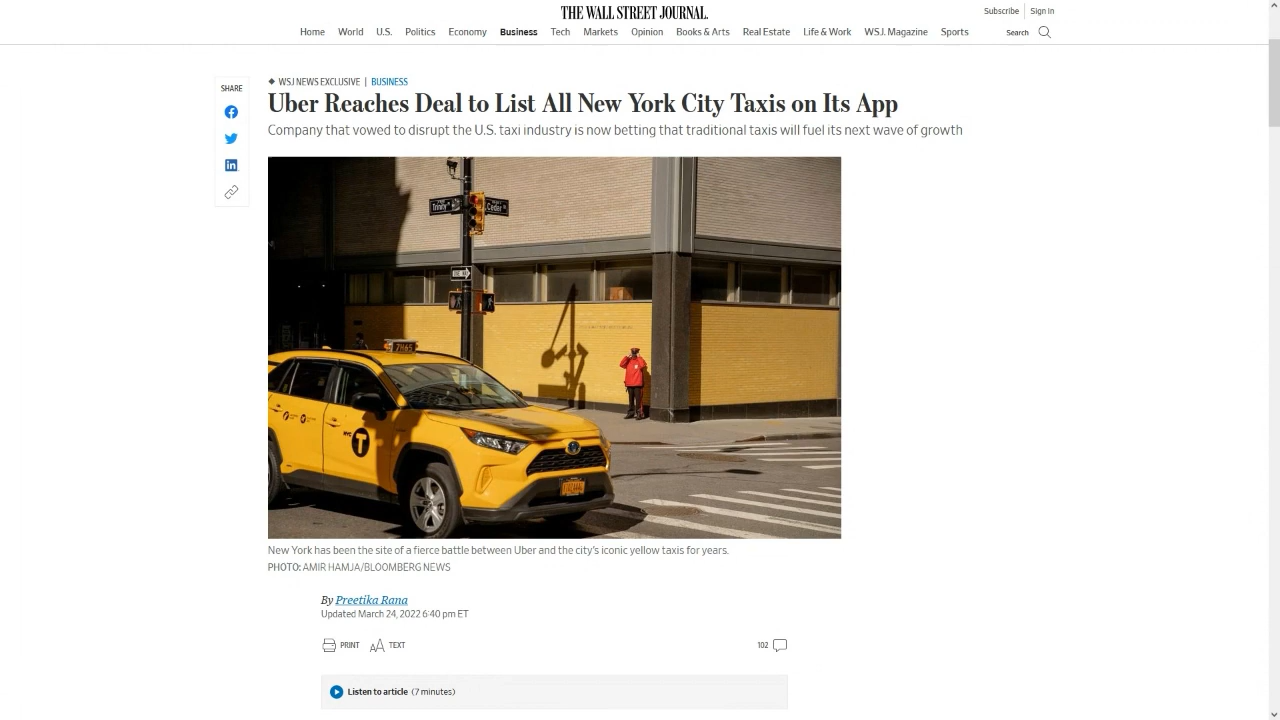 THE WALL STREET JOURNAL.
Subscribe
Sign In
Home World U.S. Politics Economy Business Tech Markets Opinion Books & Arts Real Estate Life & Work WSJ. Magazine Sports
Search
SHARE
WSJ NEWS EXCLUSIVE | BUSINESS
Uber Reaches Deal to List All New York City Taxis on Its App
Company that vowed to disrupt the U.S. taxi industry is now betting that traditional taxis will fuel its next wave of growth
Trinity
Cedar
ONE WAY
7H65
NYC T
New York has been the site of a fierce battle between Uber and the city's iconic yellow taxis for years.
PHOTO: AMIR HAMJA/BLOOMBERG NEWS
By Preetika Rana
Updated March 24, 2022 6:40 pm ET
PRINT AA TEXT
102
Listen to article (7 minutes)